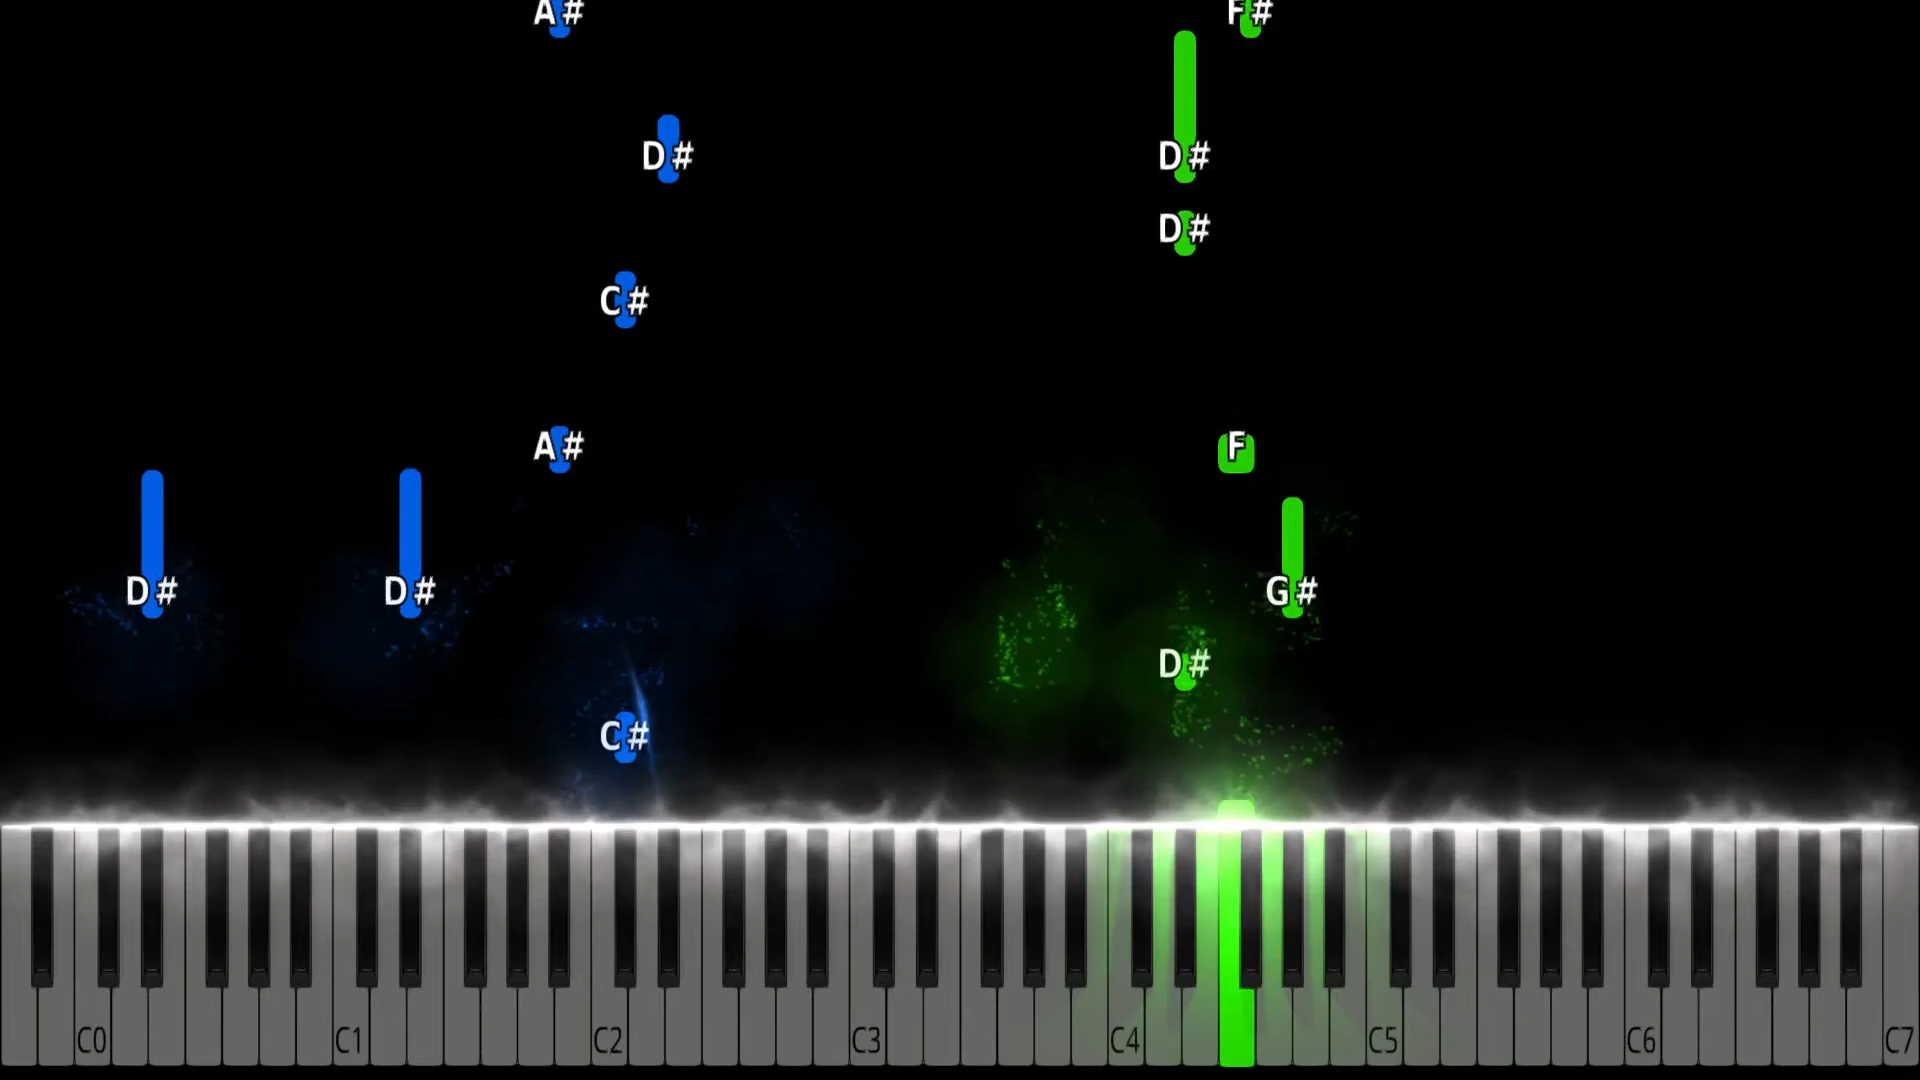 A# F#
D# D#
D#
C#
A# F
D# D# G#
D#
C#
C0 C1 C2 C3 C4 C5 C6 C7